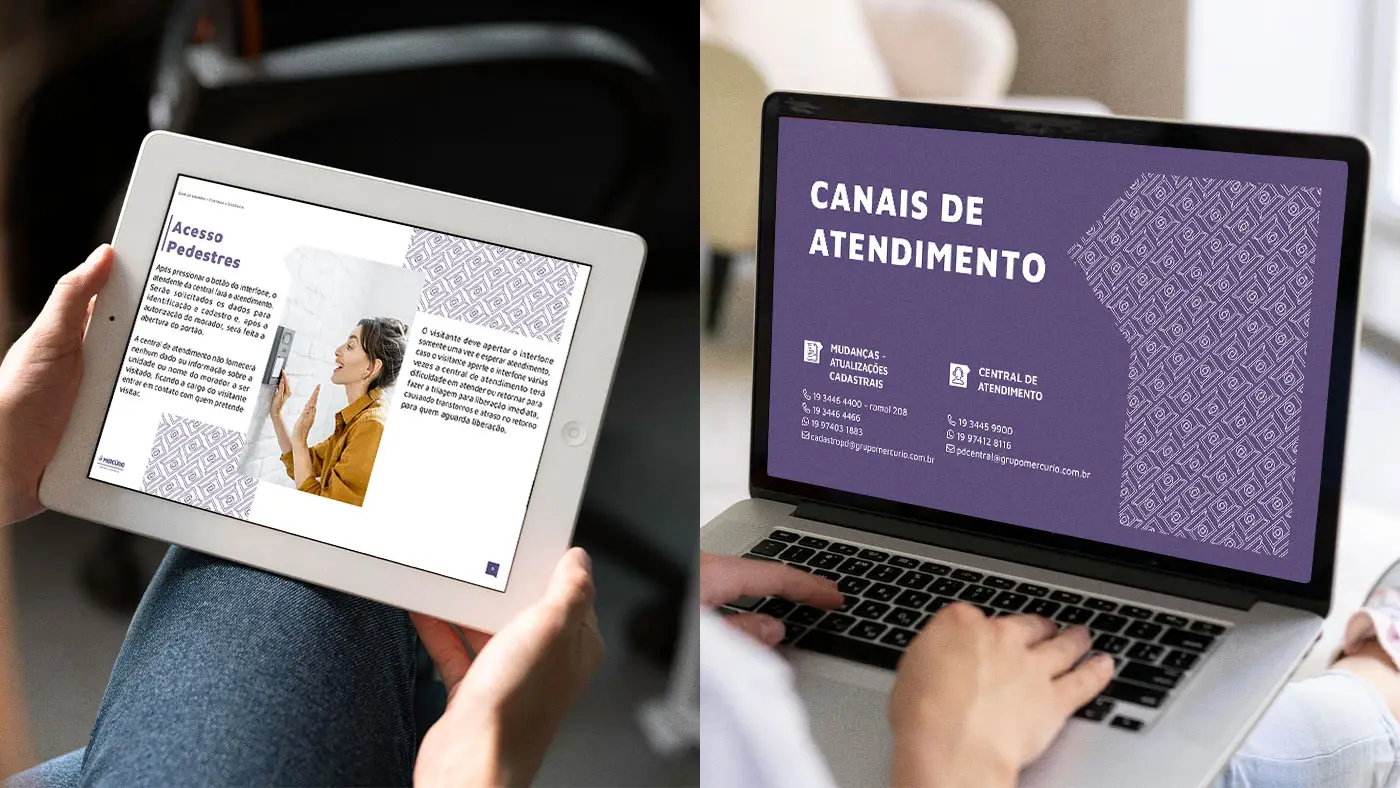 Acesso
Pedestres
Após pressionar o botão do interfone, o
atendente da central fará o atendimento.
Serão solicitados os dados para
identificação e cadastro e, após a
autorização do morador, será feita a
abertura do portão.
A central de atendimento não fornecerá
nenhum dado ou informação sobre a
unidade ou nome do morador a ser
visitado, ficando a cargo do visitante
entrar em contato com quem pretende
visitar.
MERCÚRIO
O visitante deve apertar o interfone
somente uma vez e esperar atendimento,
caso o visitante aperte o interfone várias
vezes a central de atendimento terá
dificuldade em atender ou retornar para
fazer a triagem para liberação imediata,
causando transtornos e atraso no retorno
para quem aguarda liberação.
CANAIS DE
ATENDIMENTO
MUDANÇAS -
ATUALIZAÇÕES
CADASTRAIS
19 3446 4400 - ramal 208
19 3446 4466
19 97403 1883
cadastropd@grupomercurio.com.br
CENTRAL DE
ATENDIMENTO
19 3445 9900
19 97412 8116
pdcentral@grupomercurio.com.br